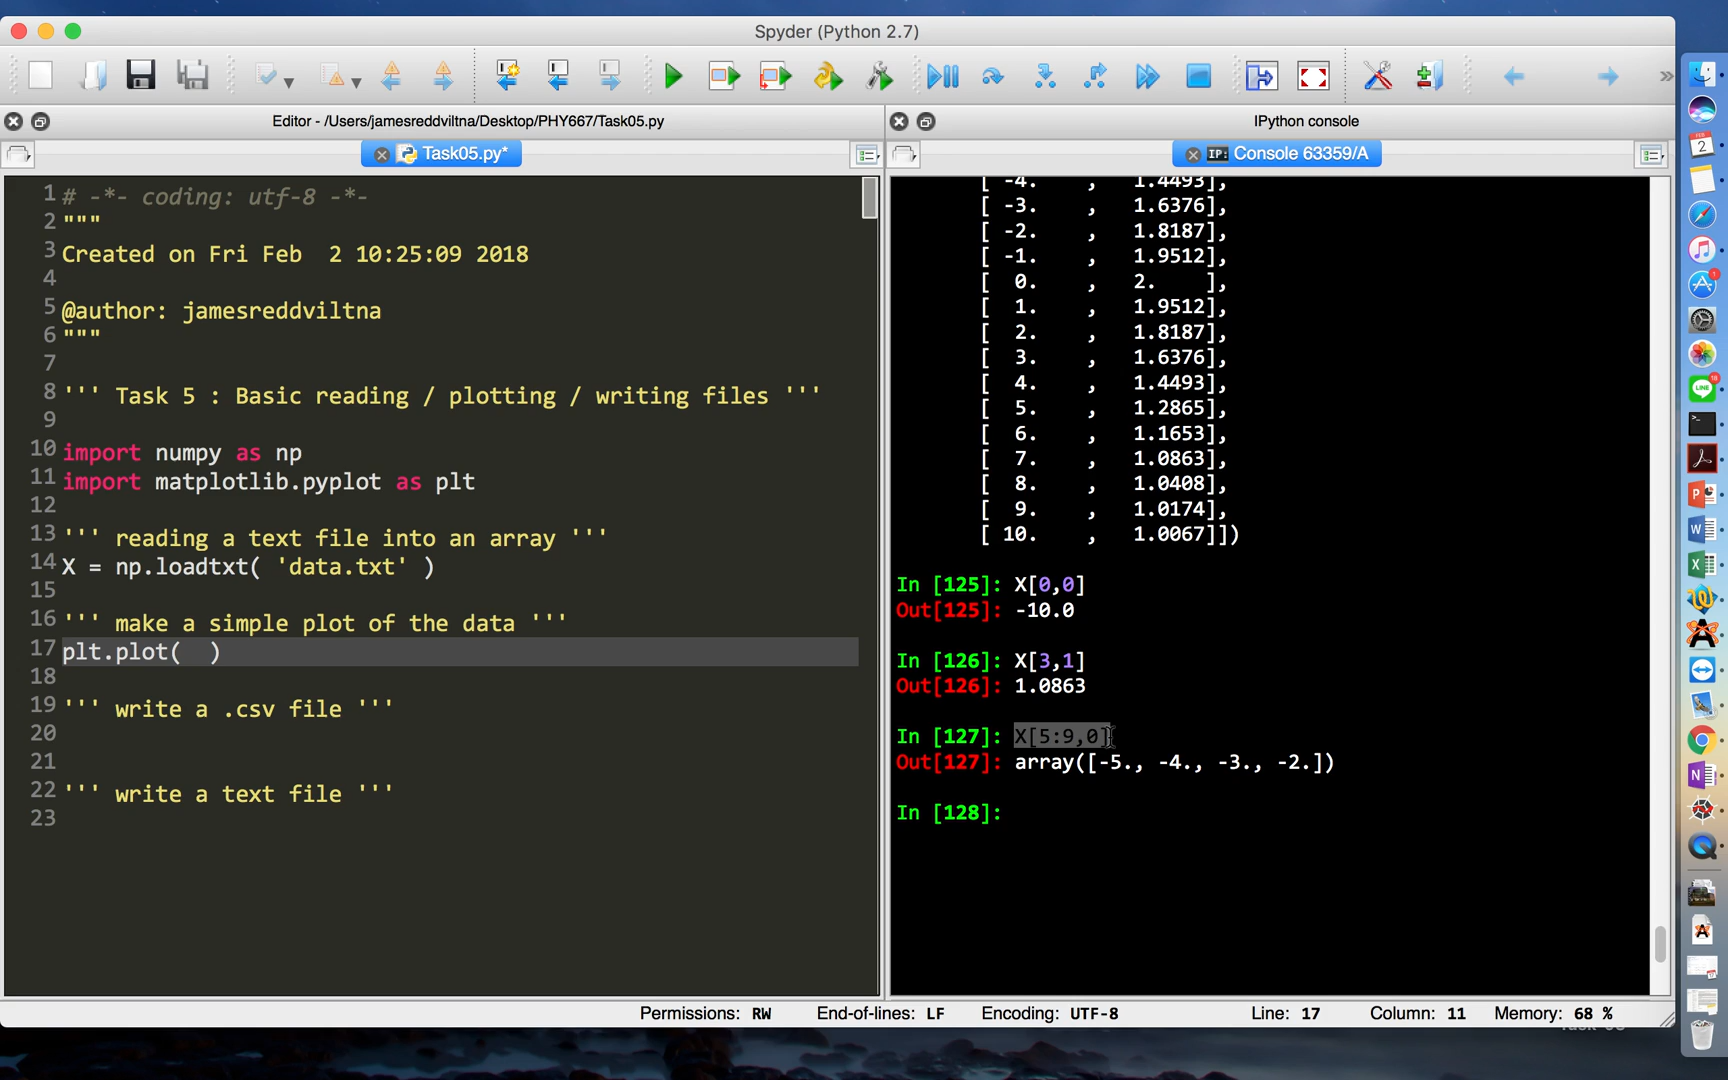 Spyder (Python 2.7)
Editor - /Users/jamesreddviltna/Desktop/PHY667/Task05.py
IPython console
Task05.py*
IP: Console 63359/A
1 # -*- coding: utf-8 -*-
2 """
3 Created on Fri Feb  2 10:25:09 2018
4
5 @author: jamesreddviltna
6 """
7
8 ''' Task 5 : Basic reading / plotting / writing files '''
9
10 import numpy as np
11 import matplotlib.pyplot as plt
12
13 ''' reading a text file into an array '''
14 X = np.loadtxt( 'data.txt' )
15
16 ''' make a simple plot of the data '''
17 plt.plot(  )
18
19 ''' write a .csv file '''
20
21
22 ''' write a text file '''
23
[ -4.    ,  1.4493],
[ -3.    ,  1.6376],
[ -2.    ,  1.8187],
[ -1.    ,  1.9512],
[  0.    ,  2.    ],
[  1.    ,  1.9512],
[  2.    ,  1.8187],
[  3.    ,  1.6376],
[  4.    ,  1.4493],
[  5.    ,  1.2865],
[  6.    ,  1.1653],
[  7.    ,  1.0863],
[  8.    ,  1.0408],
[  9.    ,  1.0174],
[ 10.    ,  1.0067]])
In [125]: X[0,0]
Out[125]: -10.0
In [126]: X[3,1]
Out[126]: 1.0863
In [127]: X[5:9,0]
Out[127]: array([-5., -4., -3., -2.])
In [128]:
Permissions: RW End-of-lines: LF Encoding: UTF-8 Line: 17 Column: 11 Memory: 68 %